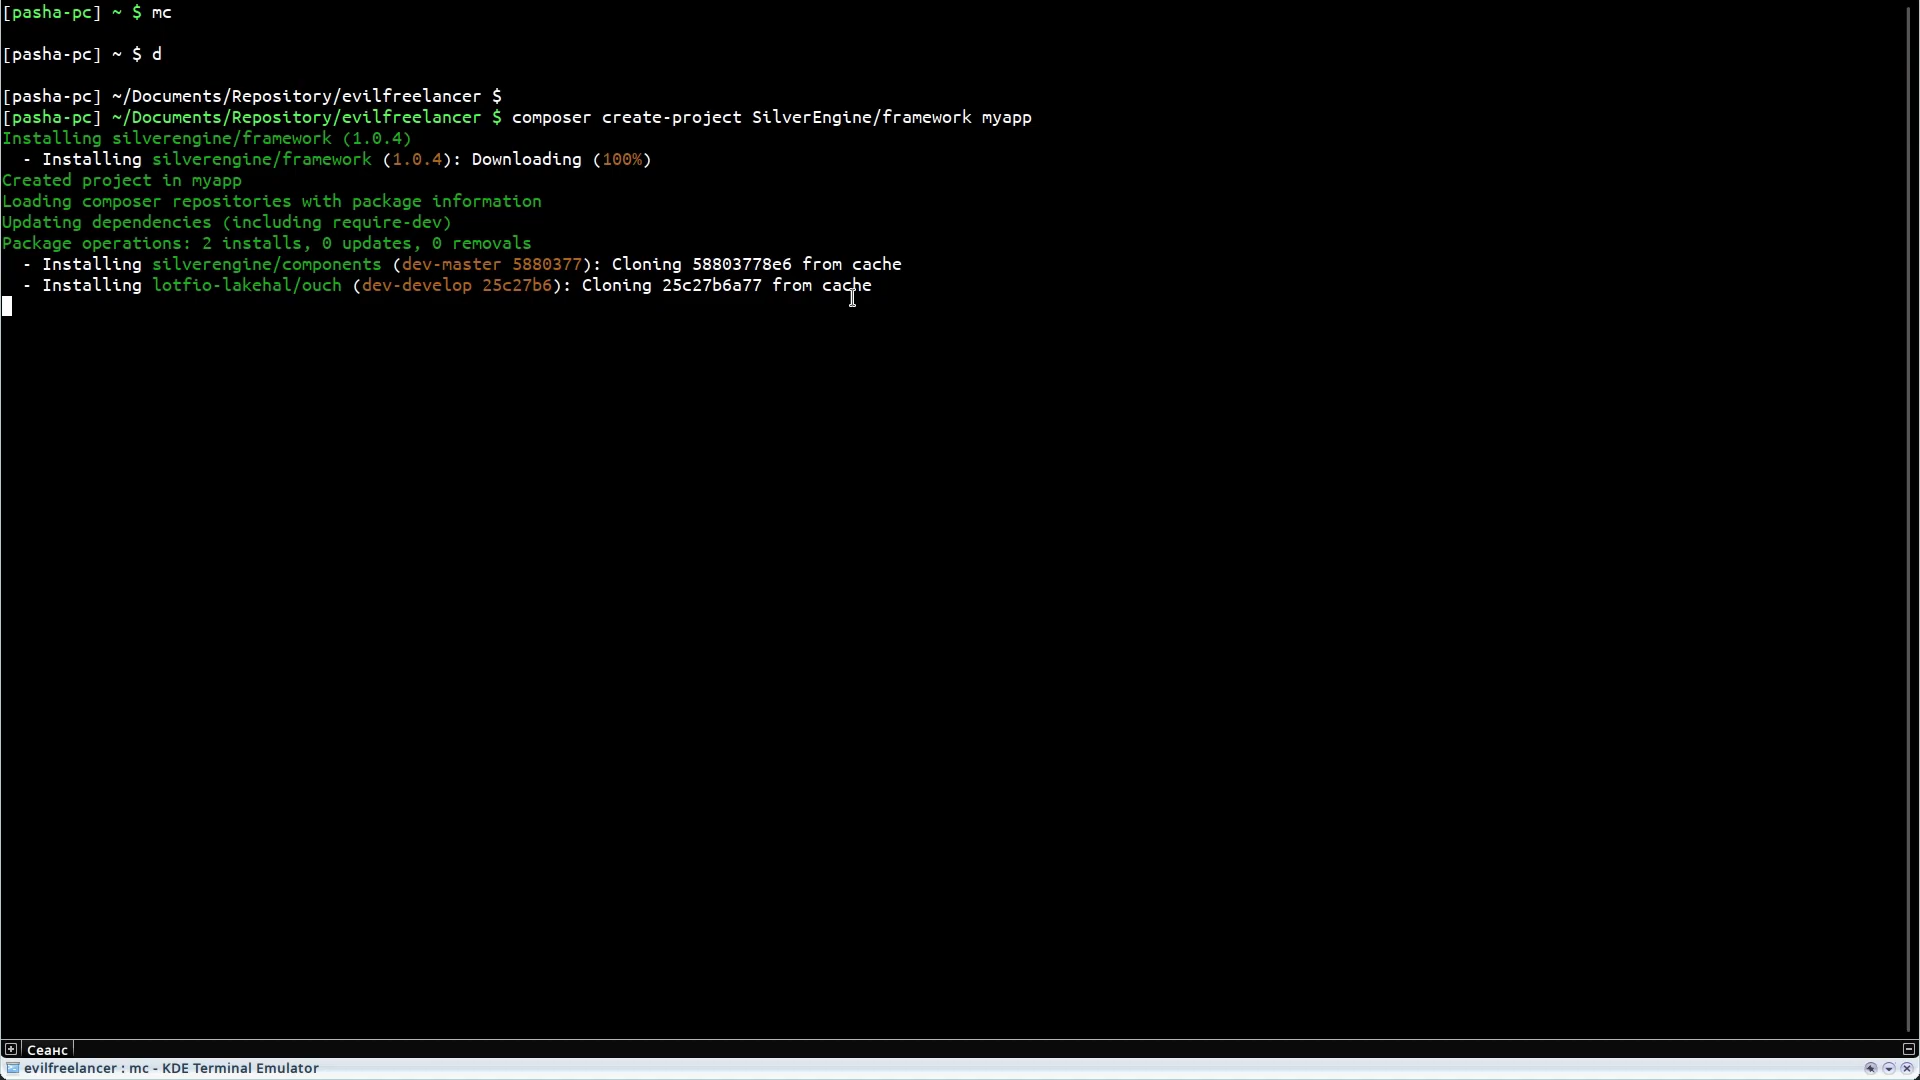 [pasha-pc] ~ $ mc
[pasha-pc] ~ $ d
[pasha-pc] ~/Documents/Repository/evilfreelancer $
[pasha-pc] ~/Documents/Repository/evilfreelancer $ composer create-project SilverEngine/framework myapp
Installing silverengine/framework (1.0.4)
  - Installing silverengine/framework (1.0.4): Downloading (100%)
Created project in myapp
Loading composer repositories with package information
Updating dependencies (including require-dev)
Package operations: 2 installs, 0 updates, 0 removals
  - Installing silverengine/components (dev-master 5880377): Cloning 58803778e6 from cache
  - Installing lotfio-lakehal/ouch (dev-develop 25c27b6): Cloning 25c27b6a77 from cache
Сеанс
evilfreelancer : mc - KDE Terminal Emulator